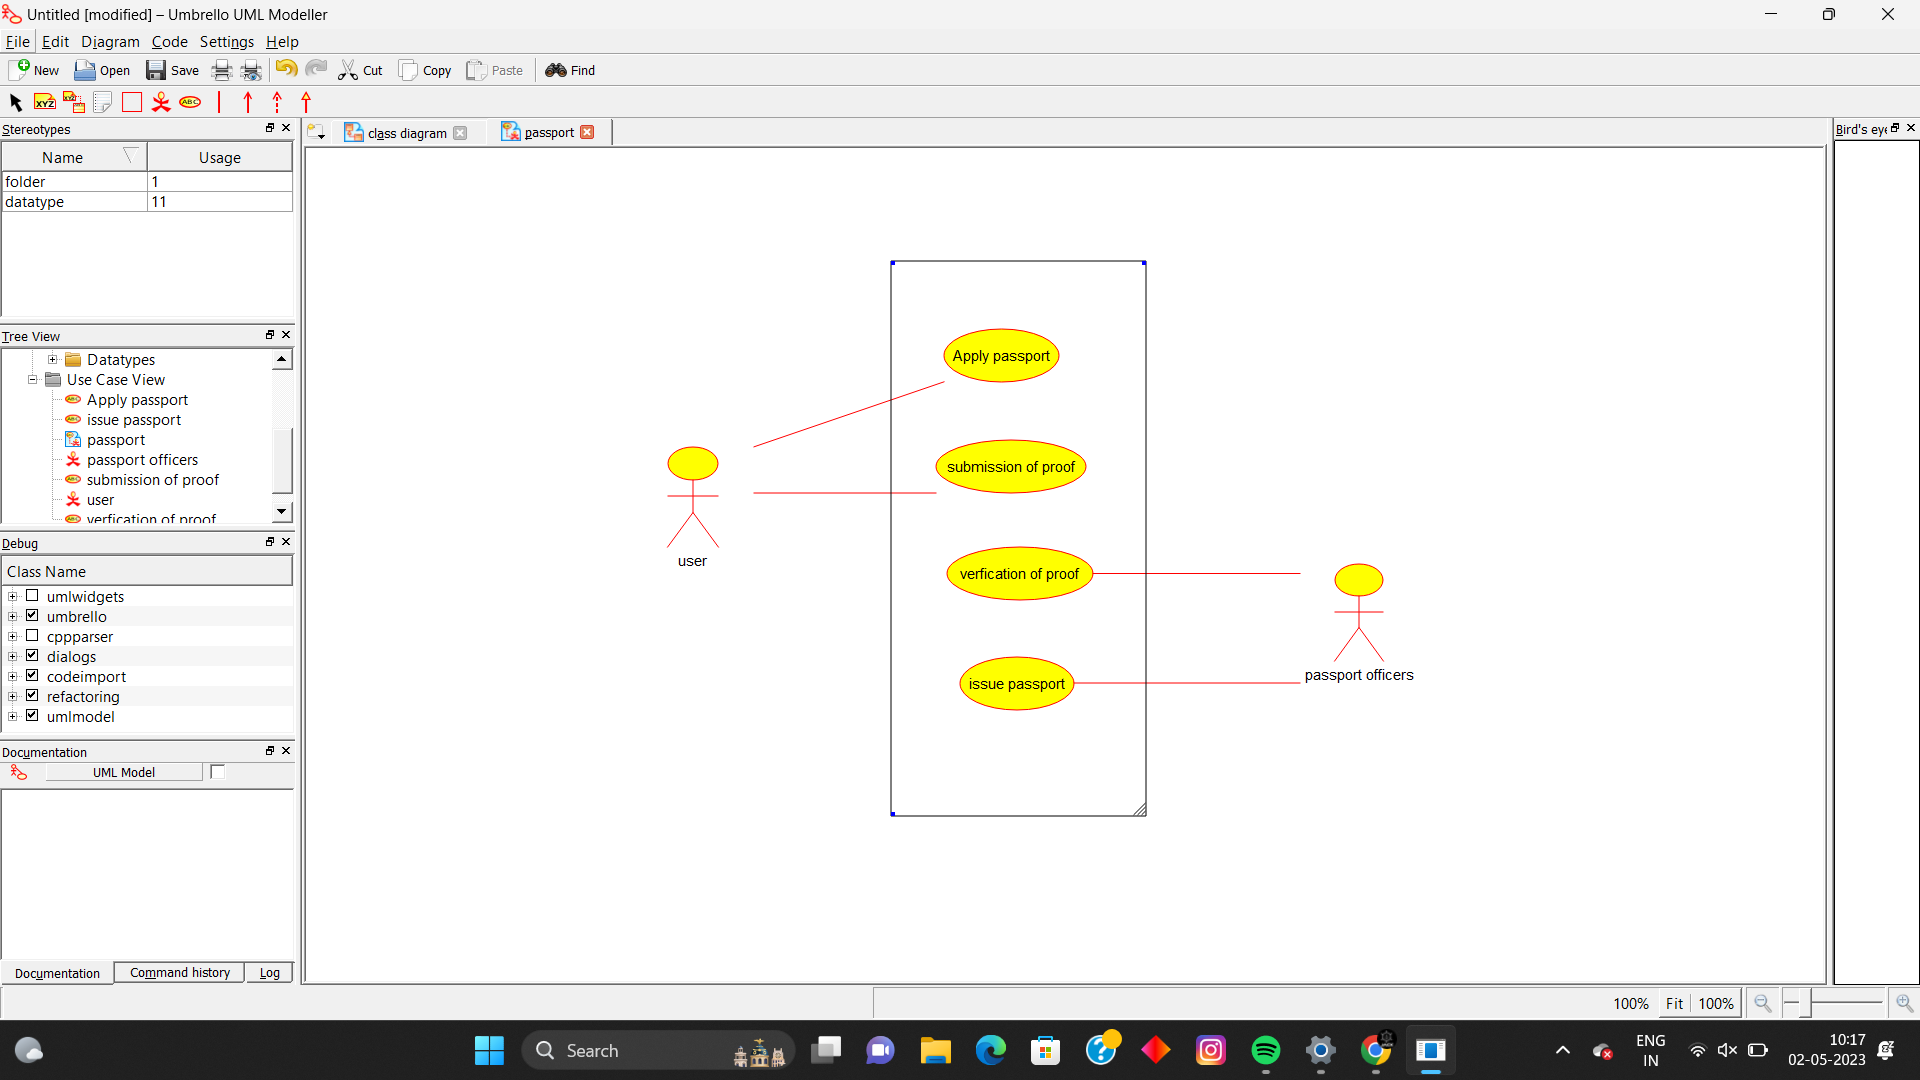 Untitled [modified] – Umbrello UML Modeller
File Edit Diagram Code Settings Help
New Open Save Cut Copy Paste Find
XYZ XYZ ABC
Stereotypes
Name Usage
folder 1
datatype 11
Tree View
Datatypes
Use Case View
Apply passport
issue passport
passport
passport officers
submission of proof
user
verfication of proof
Debug
Class Name
umlwidgets
umbrello
cppparser
dialogs
codeimport
refactoring
umlmodel
Documentation
UML Model
Documentation Command history Log
class diagram passport
Apply passport
submission of proof
verfication of proof
issue passport
user
passport officers
Bird's eye
100% Fit 100%
Search
ENG
IN
10:17
02-05-2023